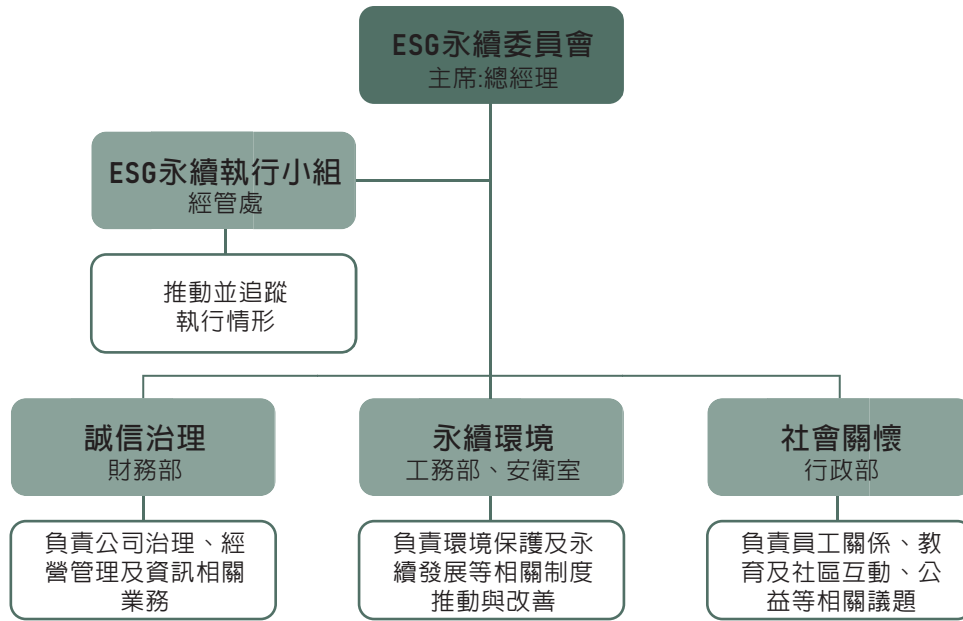 ESG永續委員會
主席:總經理
ESG永續執行小組
經管處
推動並追蹤
執行情形
誠信治理
財務部
負責公司治理、經
營管理及資訊相關
業務
永續環境
工務部、安衛室
負責環境保護及永
續發展等相關制度
推動與改善
社會關懷
行政部
負責員工關係、教
育及社區互動、公
益等相關議題